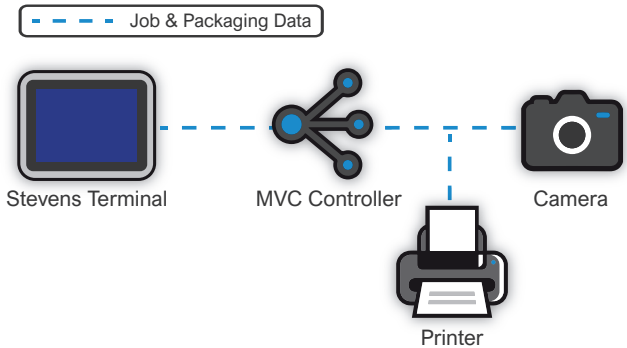 Job & Packaging Data
Stevens Terminal
MVC Controller
Camera
Printer